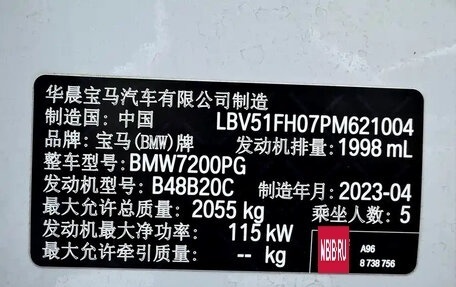 华晨宝马汽车有限公司制造
制造国：中国 LBV51FH07PM621004
品牌：宝马(BMW)牌 发动机排量：1998 mL
整车型号：BMW7200PG
发动机型号：B48B20C 制造年月：2023-04
最大允许总质量：2055 kg 乘坐人数：5
发动机最大净功率：115 kW
最大允许牵引质量：-- kg
NBIB.RU
A96
8 738 756